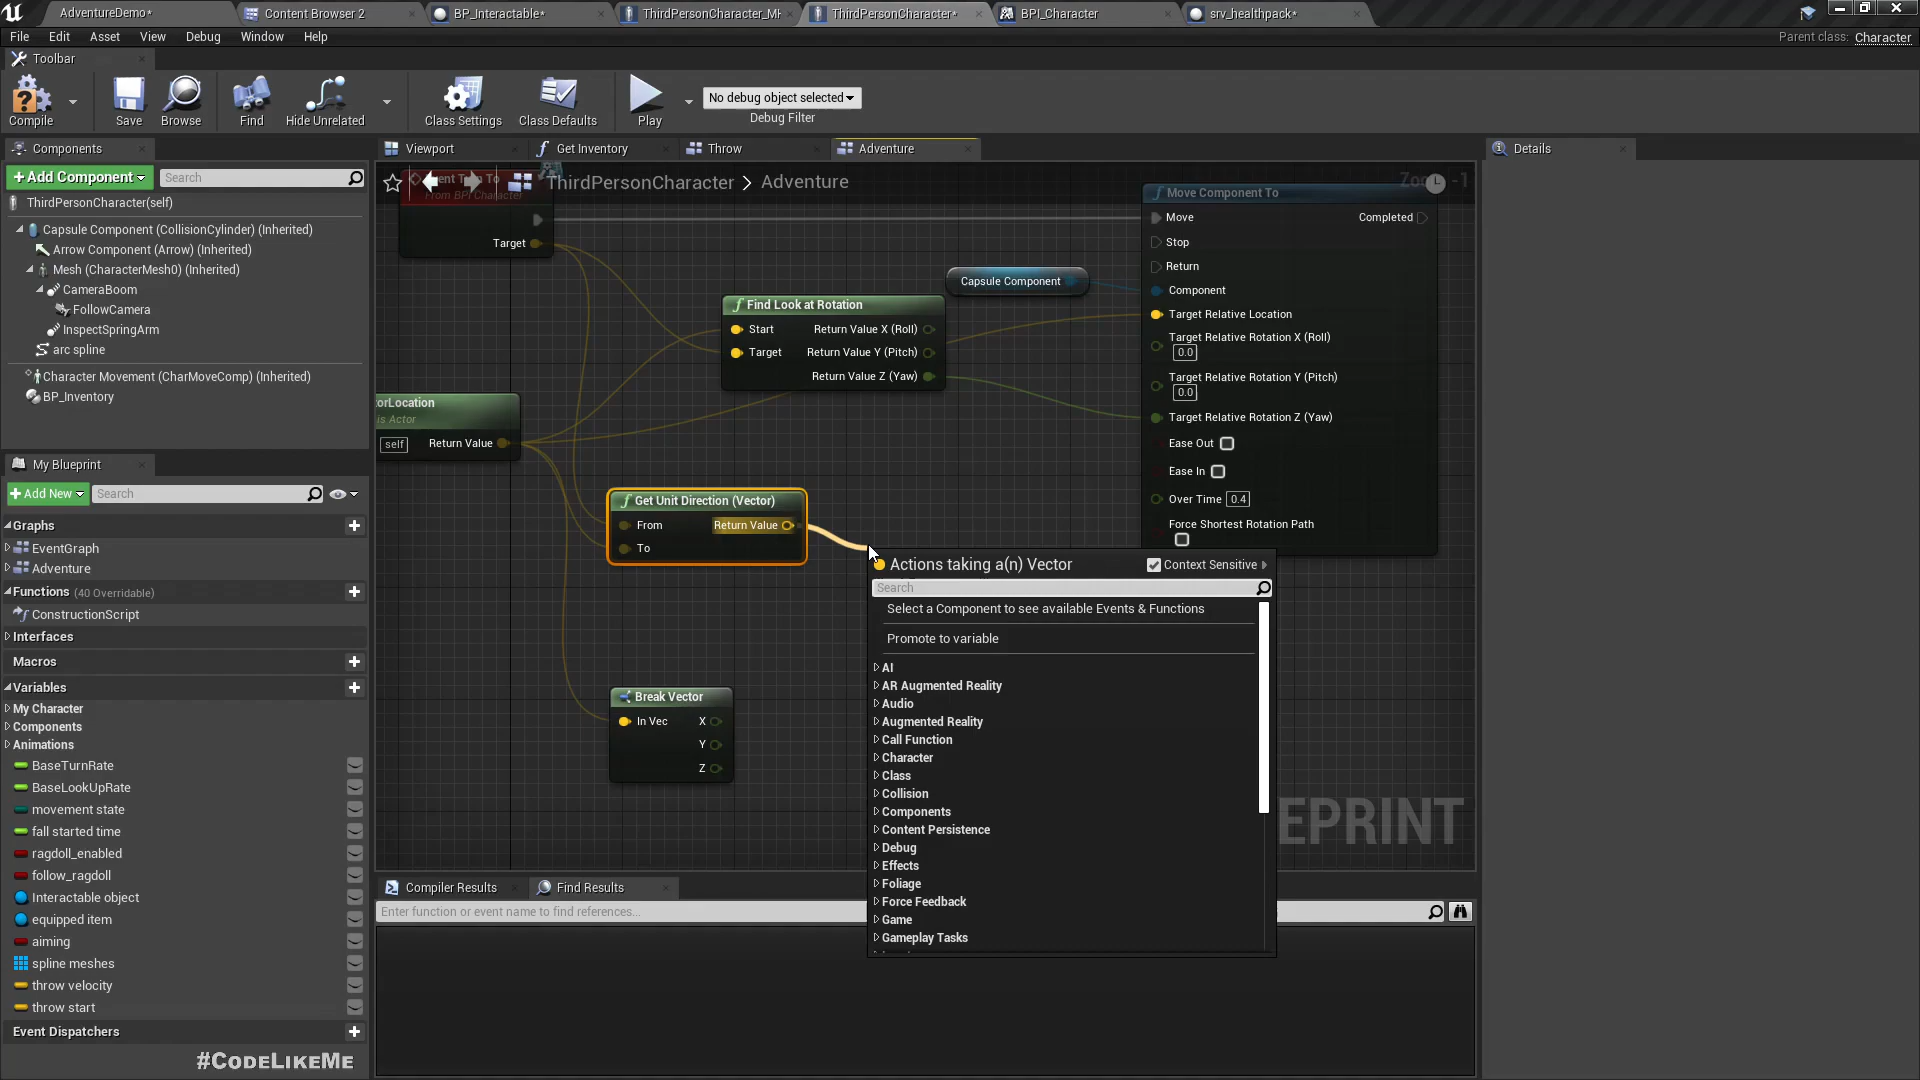 AdventureDemo*
Content Browser 2
BP_Interactable*
ThirdPersonCharacter_MH
ThirdPersonCharacter*
BPI_Character
srv_healthpack*
File Edit Asset View Debug Window Help
Parent class: Character
Toolbar
Compile
Save
Browse
Find
Hide Unrelated
Class Settings
Class Defaults
Play
No debug object selected
Debug Filter
Components
+Add Component
Search
ThirdPersonCharacter(self)
Capsule Component (CollisionCylinder) (Inherited)
Arrow Component (Arrow) (Inherited)
Mesh (CharacterMesh0) (Inherited)
CameraBoom
FollowCamera
InspectSpringArm
arc spline
Character Movement (CharMoveComp) (Inherited)
BP_Inventory
My Blueprint
+Add New
Search
Graphs
EventGraph
Adventure
Functions (40 Overridable)
ConstructionScript
Interfaces
Macros
Variables
My Character
Components
Animations
BaseTurnRate
BaseLookUpRate
movement state
fall started time
ragdoll_enabled
follow_ragdoll
Interactable object
equipped item
aiming
spline meshes
throw velocity
throw start
Event Dispatchers
#CodeLikeMe
Viewport
Get Inventory
Throw
Adventure
ThirdPersonCharacter > Adventure
From BPI Character
Target
orLocation
is Actor
self
Return Value
Find Look at Rotation
Start
Return Value X (Roll)
Target
Return Value Y (Pitch)
Return Value Z (Yaw)
Capsule Component
Move Component To
Move
Completed
Stop
Return
Component
Target Relative Location
Target Relative Rotation X (Roll)
0.0
Target Relative Rotation Y (Pitch)
0.0
Target Relative Rotation Z (Yaw)
Ease Out
Ease In
Over Time 0.4
Force Shortest Rotation Path
Get Unit Direction (Vector)
From
Return Value
To
Break Vector
In Vec
X
Y
Z
Actions taking a(n) Vector
Context Sensitive
Search
Select a Component to see available Events & Functions
Promote to variable
AI
AR Augmented Reality
Audio
Augmented Reality
Call Function
Character
Class
Collision
Components
Content Persistence
Debug
Effects
Foliage
Force Feedback
Game
Gameplay Tasks
EPRINT
Compiler Results
Find Results
Enter function or event name to find references...
Details